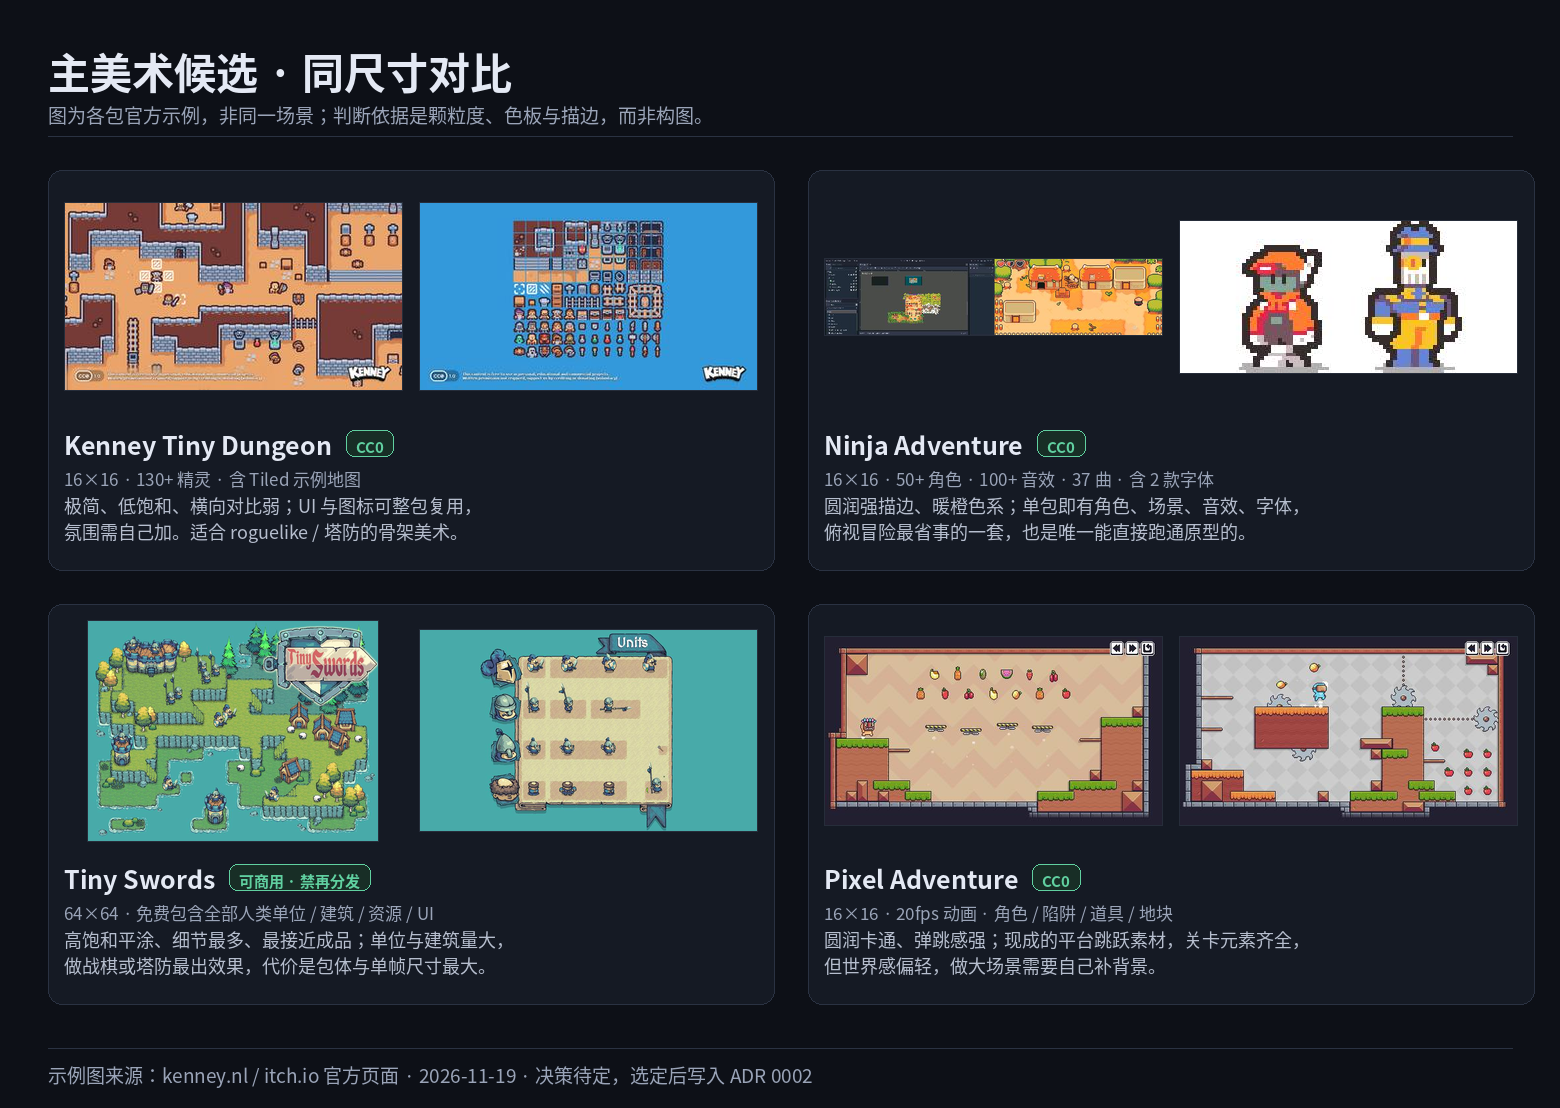 主美术候选 · 同尺寸对比
图为各包官方示例，非同一场景；判断依据是颗粒度、色板与描边，而非构图。
KENNEY
KENNEY
Kenney Tiny Dungeon CC0
16×16 · 130+ 精灵 · 含 Tiled 示例地图
极简、低饱和、横向对比弱；UI 与图标可整包复用，
氛围需自己加。适合 roguelike / 塔防的骨架美术。
Ninja Adventure CC0
16×16 · 50+ 角色 · 100+ 音效 · 37 曲 · 含 2 款字体
圆润强描边、暖橙色系；单包即有角色、场景、音效、字体，
俯视冒险最省事的一套，也是唯一能直接跑通原型的。
Tiny Swords
Units
Tiny Swords 可商用 · 禁再分发
64×64 · 免费包含全部人类单位 / 建筑 / 资源 / UI
高饱和平涂、细节最多、最接近成品；单位与建筑量大，
做战棋或塔防最出效果，代价是包体与单帧尺寸最大。
Pixel Adventure CC0
16×16 · 20fps 动画 · 角色 / 陷阱 / 道具 / 地块
圆润卡通、弹跳感强；现成的平台跳跃素材，关卡元素齐全，
但世界感偏轻，做大场景需要自己补背景。
示例图来源：kenney.nl / itch.io 官方页面 · 2026-11-19 · 决策待定，选定后写入 ADR 0002